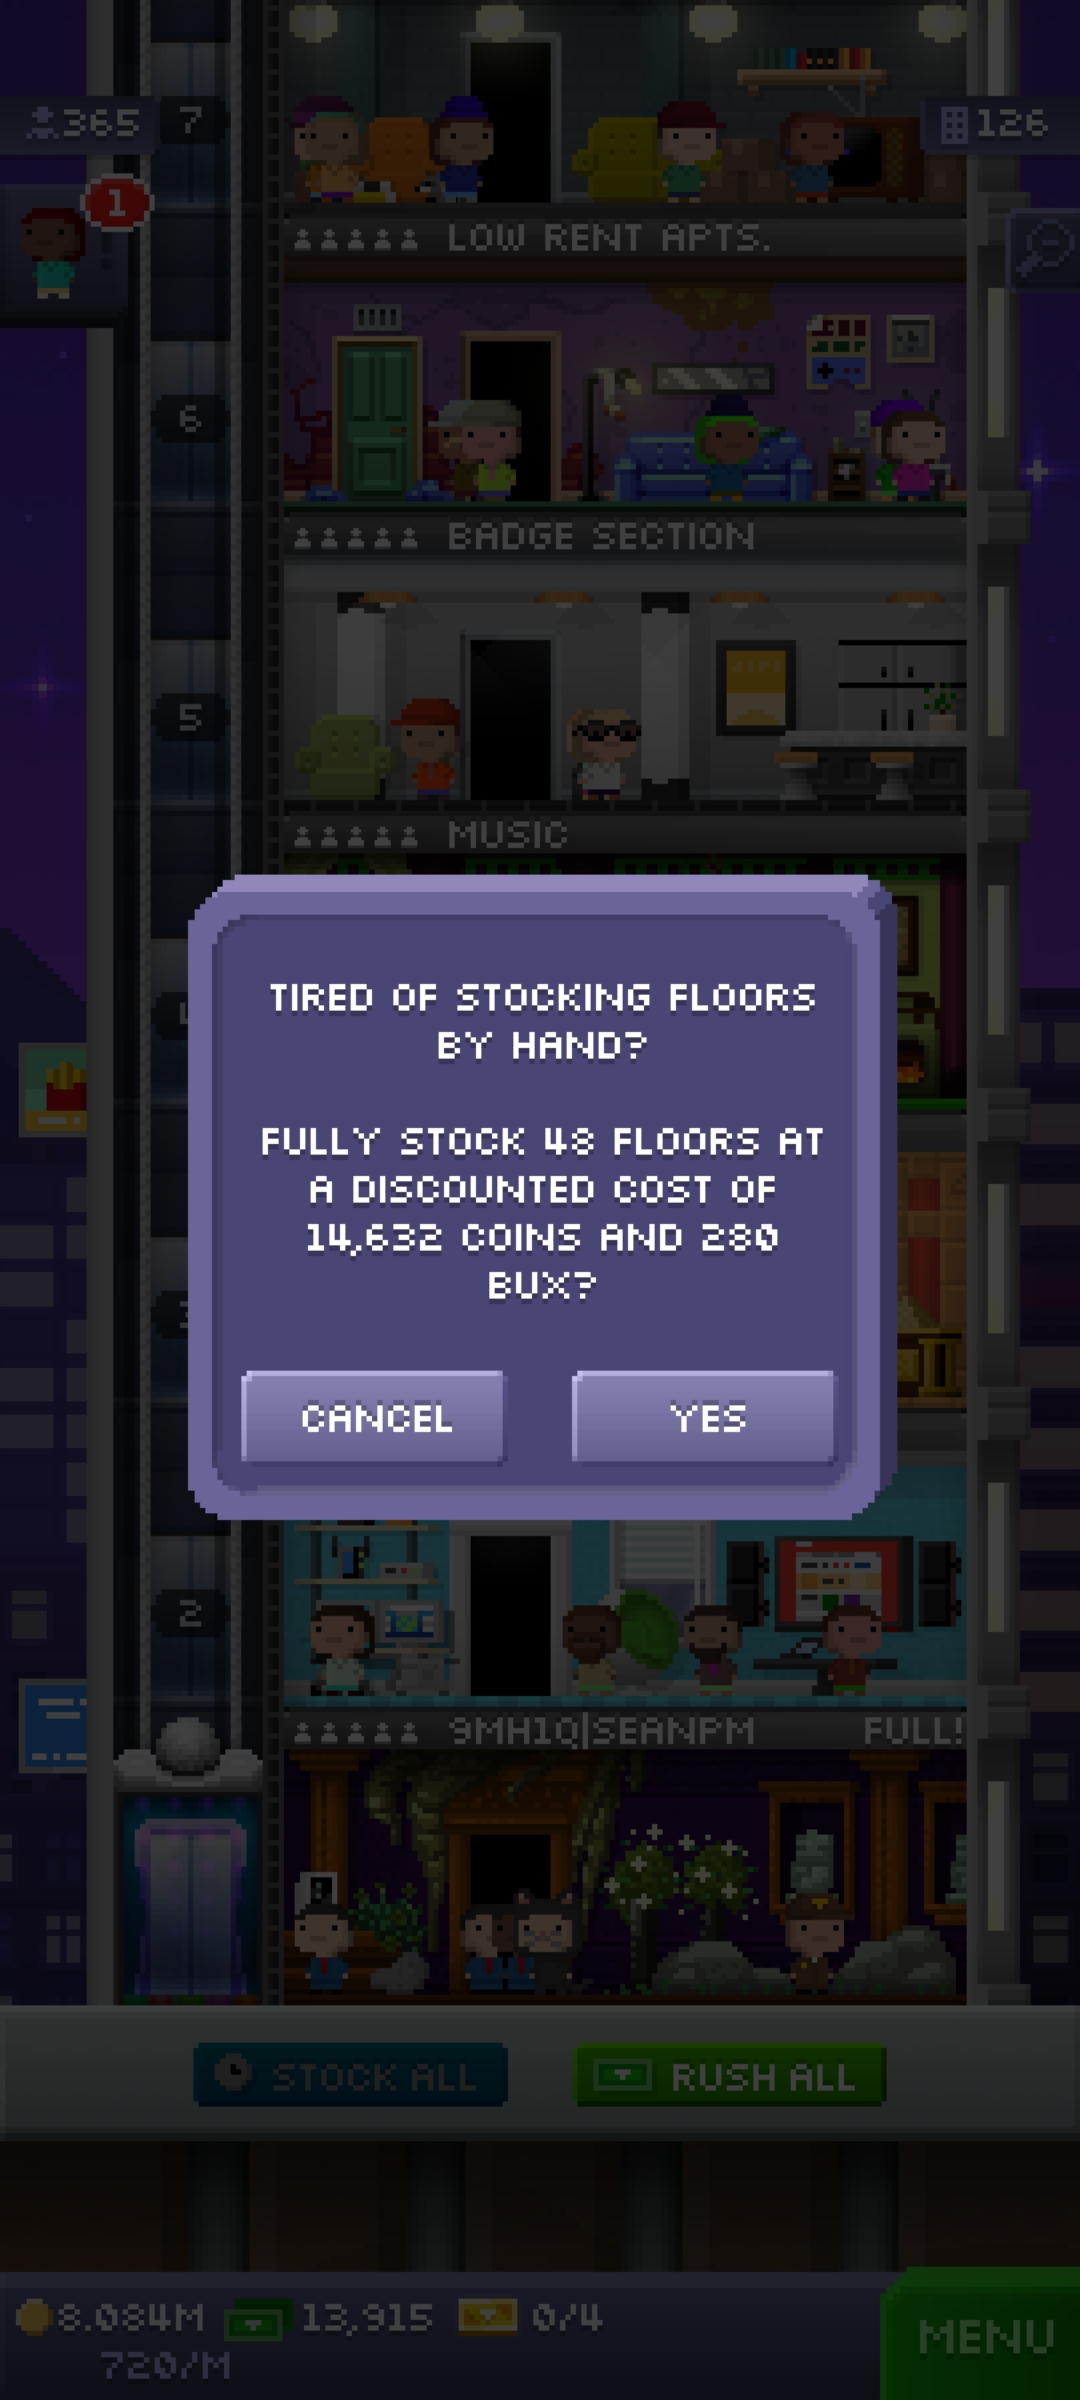 365
7
126
1
LOW RENT APTS.
6
BADGE SECTION
5
MUSIC
TIRED OF STOCKING FLOORS
BY HAND?
FULLY STOCK 48 FLOORS AT
A DISCOUNTED COST OF
14,632 COINS AND 280
BUX?
CANCEL
YES
2
9MH1Q|SEANPM
FULL!
STOCK ALL
RUSH ALL
8.084M
13,915
0/4
720/M
MENU